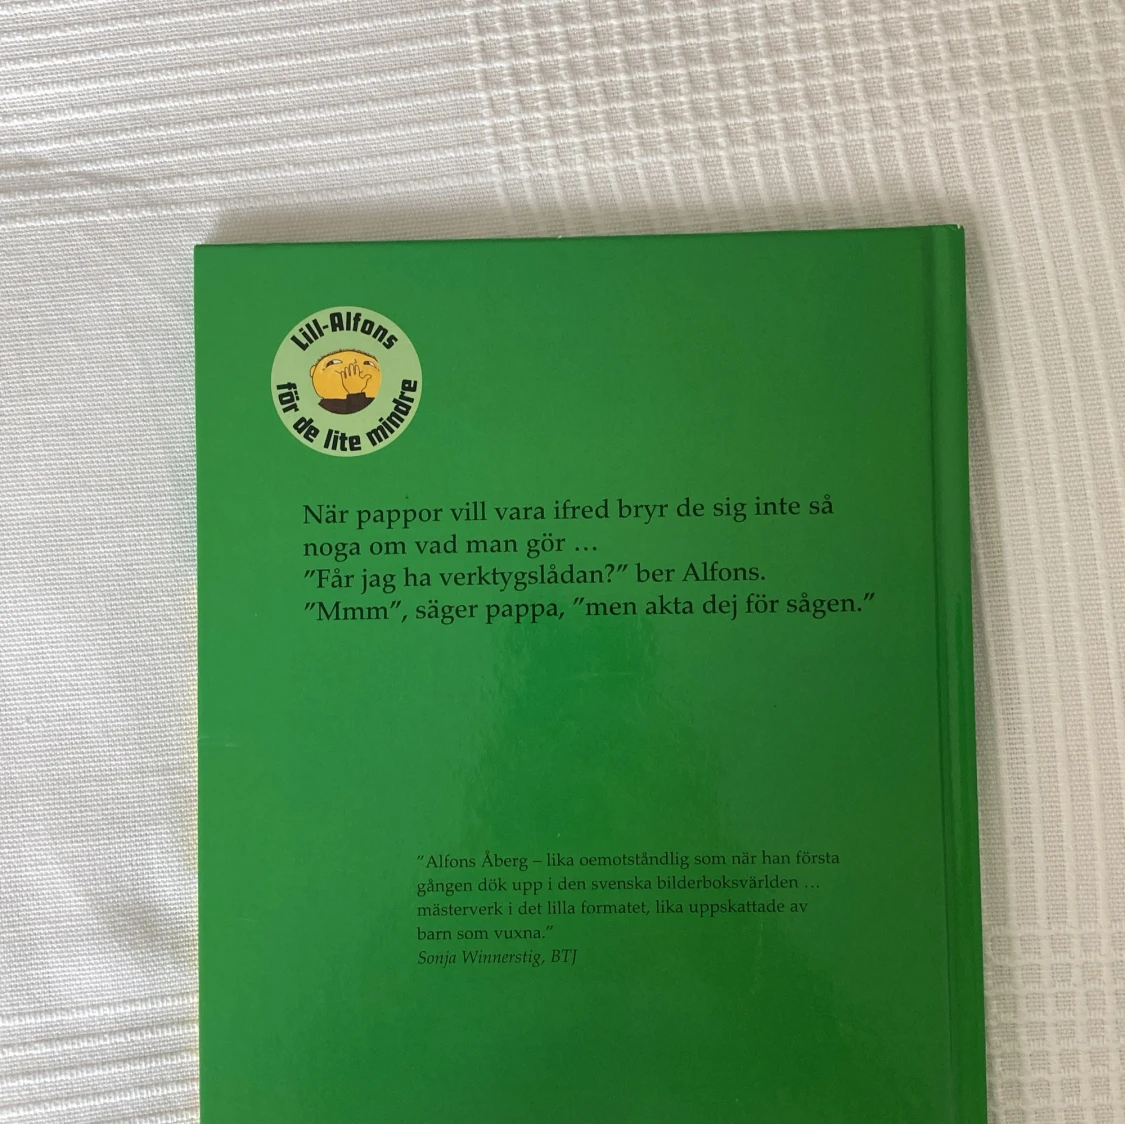 Lill-Alfons
för de lite mindre
När pappor vill vara ifred bryr de sig inte så
noga om vad man gör …
”Får jag ha verktygslådan?” ber Alfons.
”Mmm”, säger pappa, ”men akta dej för sågen.”
”Alfons Åberg – lika oemotståndlig som när han första
gången dök upp i den svenska bilderboksvärlden …
mästerverk i det lilla formatet, lika uppskattade av
barn som vuxna.”
Sonja Winnerstig, BTJ